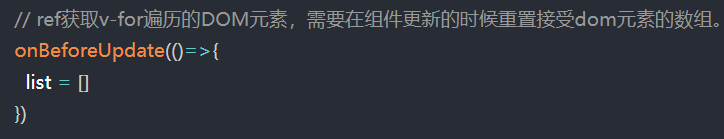 // ref获取v-for遍历的DOM元素，需要在组件更新的时候重置接受dom元素的数组。
onBeforeUpdate(()=>{
  list = []
})